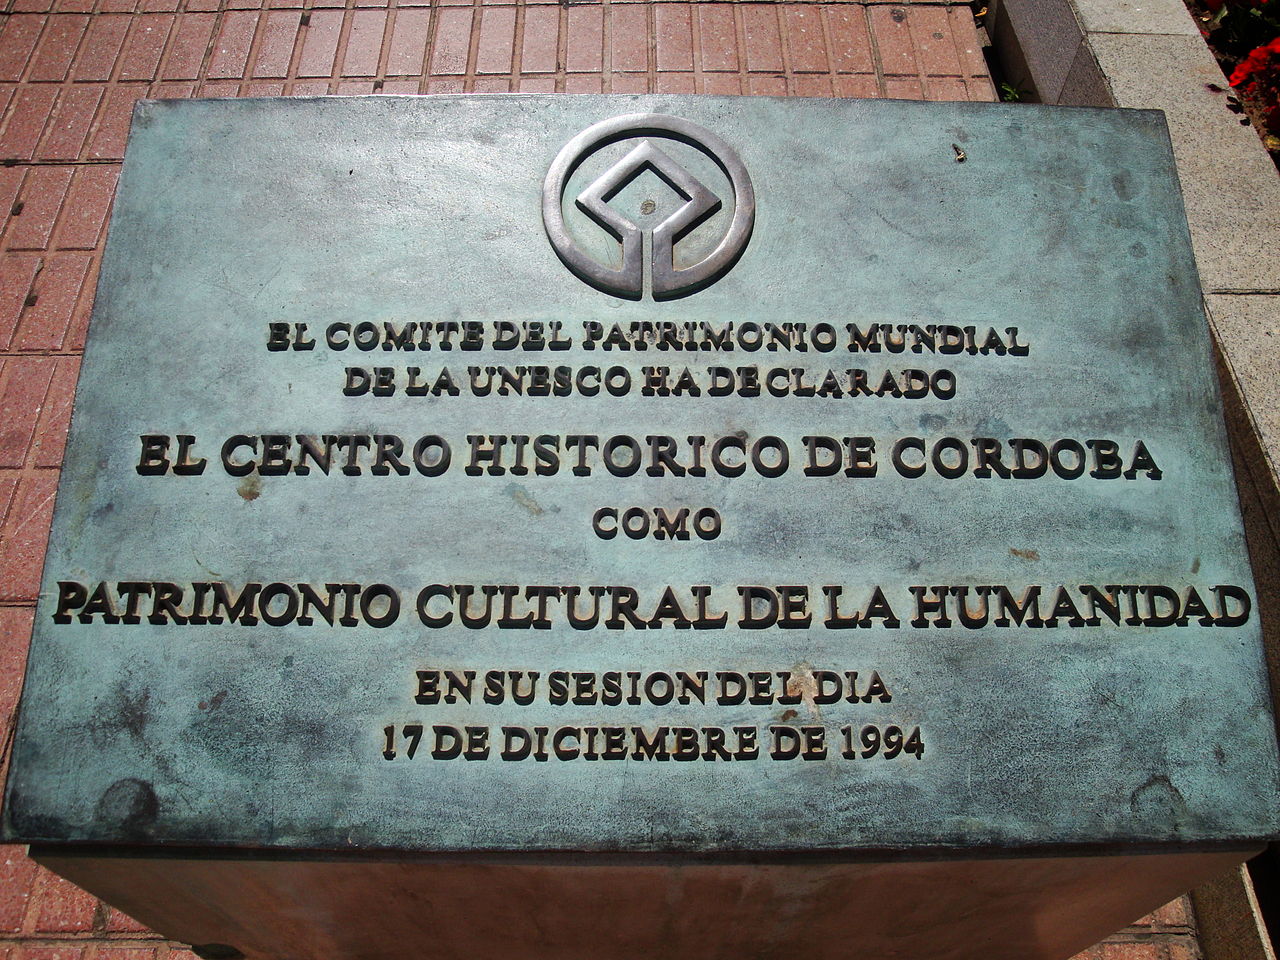 EL COMITE DEL PATRIMONIO MUNDIAL
DE LA UNESCO HA DECLARADO
EL CENTRO HISTORICO DE CORDOBA
COMO
PATRIMONIO CULTURAL DE LA HUMANIDAD
EN SU SESION DEL DIA
17 DE DICIEMBRE DE 1994